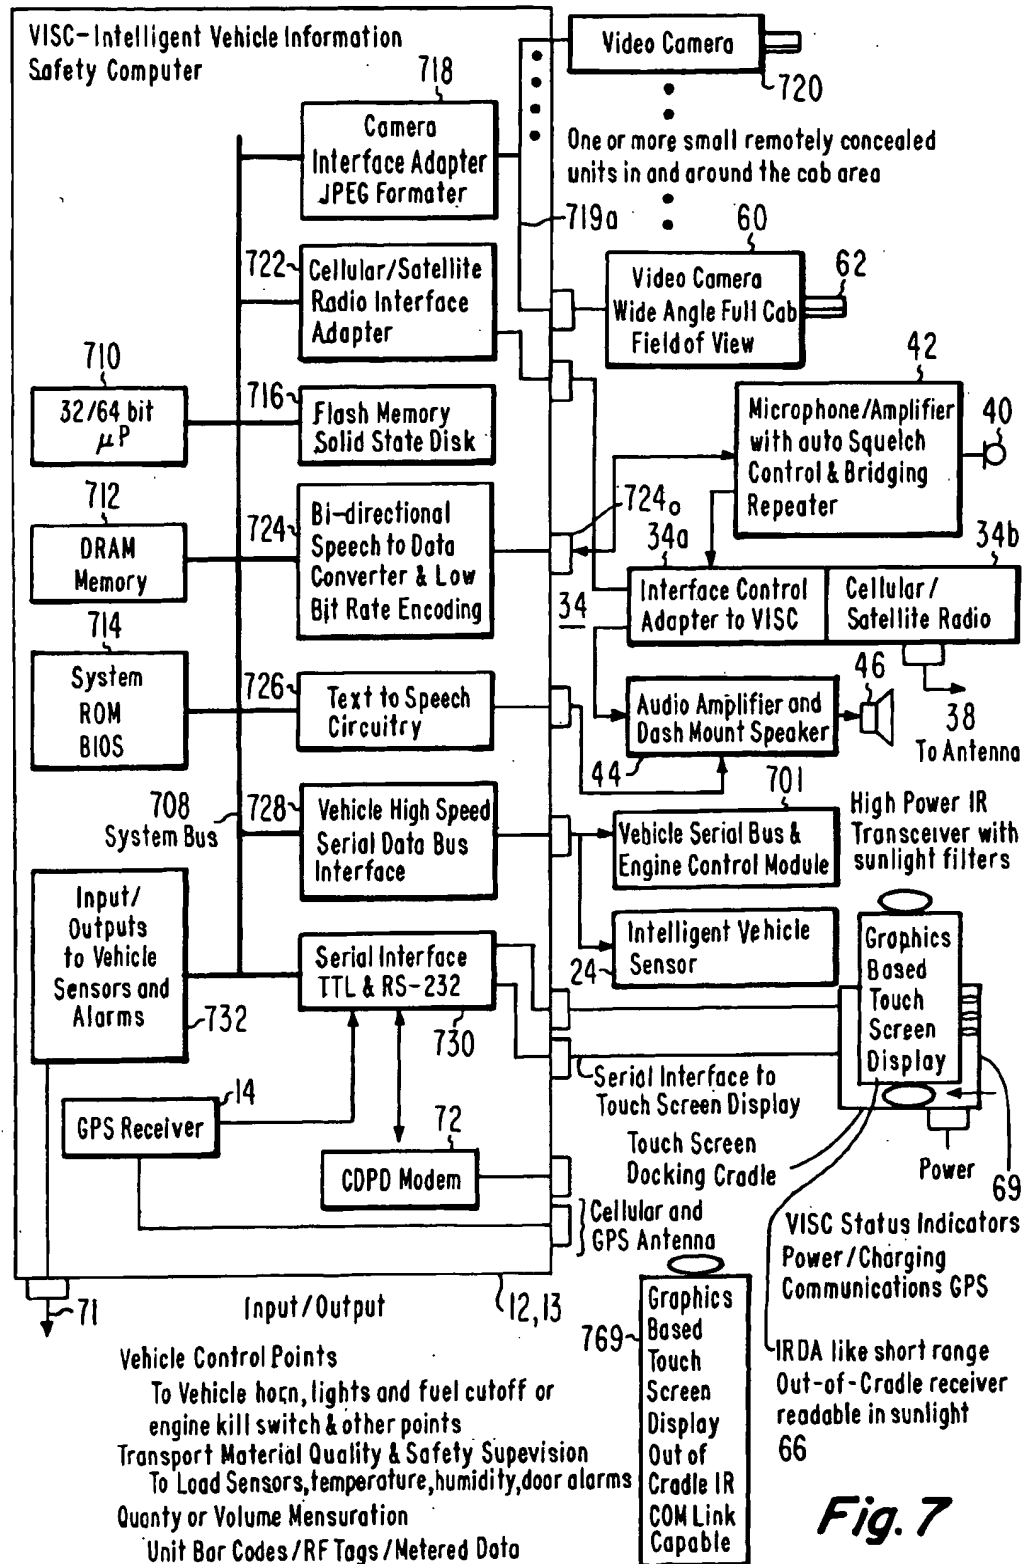 VISC-Intelligent Vehicle Information
Safety Computer
718
Camera
Interface Adapter
JPEG Formater
Video Camera
720
One or more small remotely concealed
units in and around the cab area
719a
722
Cellular/Satellite
Radio Interface
Adapter
60
62
Video Camera
Wide Angle Full Cab
Field of View
710
32/64 bit
μP
716
Flash Memory
Solid State Disk
42
40
Microphone/Amplifier
with auto Squelch
Control & Bridging
Repeater
712
DRAM
Memory
724
Bi-directional
Speech to Data
Converter & Low
Bit Rate Encoding
724a
34
34a
34b
Interface Control
Adapter to VISC
Cellular/
Satellite Radio
714
System
ROM
BIOS
726
Text to Speech
Circuitry
Audio Amplifier and
Dash Mount Speaker
44
46
38
To Antenna
708
System Bus
728
Vehicle High Speed
Serial Data Bus
Interface
701
Vehicle Serial Bus &
Engine Control Module
High Power IR
Transceiver with
sunlight filters
Input/
Outputs
to Vehicle
Sensors and
Alarms
732
Serial Interface
TTL & RS-232
730
Intelligent Vehicle
Sensor
24
Graphics
Based
Touch
Screen
Display
Serial Interface to
Touch Screen Display
14
GPS Receiver
72
CDPD Modem
Touch Screen
Docking Cradle
Power
69
Cellular and
GPS Antenna
VISC Status Indicators
Power/Charging
Communications GPS
71
Input/Output
12,13
769
Graphics
Based
Touch
Screen
Display
Out of
Cradle IR
COM Link
Capable
IRDA like short range
Out-of-Cradle receiver
readable in sunlight
66
Vehicle Control Points
To Vehicle horn, lights and fuel cutoff or
engine kill switch & other points
Transport Material Quality & Safety Supevision
To Load Sensors,temperature,humidity,door alarms
Quanty or Volume Mensuration
Unit Bar Codes/RF Tags/Metered Data
Fig. 7